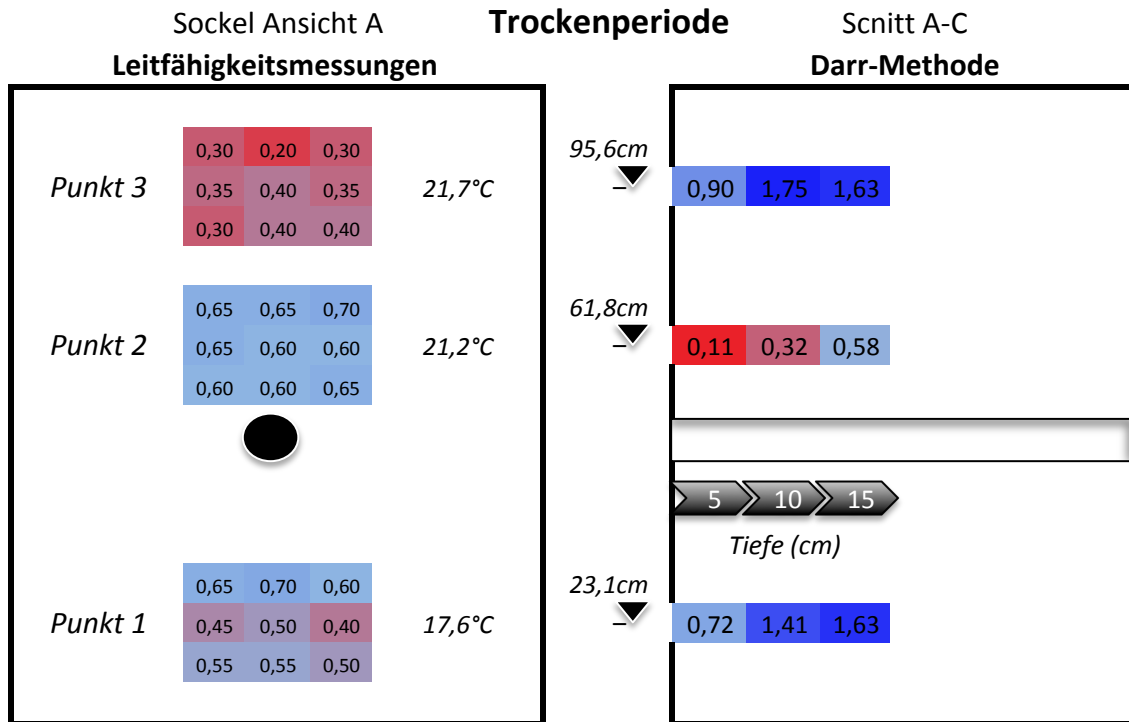 Sockel Ansicht A Trockenperiode Scnitt A-C
Leitfähigkeitsmessungen Darr-Methode
95,6cm
0,30 0,20 0,30
Punkt 3 0,35 0,40 0,35 21,7°C – 0,90 1,75 1,63
0,30 0,40 0,40
61,8cm
0,65 0,65 0,70
Punkt 2 0,65 0,60 0,60 21,2°C – 0,11 0,32 0,58
0,60 0,60 0,65
5 10 15
Tiefe (cm)
23,1cm
0,65 0,70 0,60
Punkt 1 0,45 0,50 0,40 17,6°C – 0,72 1,41 1,63
0,55 0,55 0,50